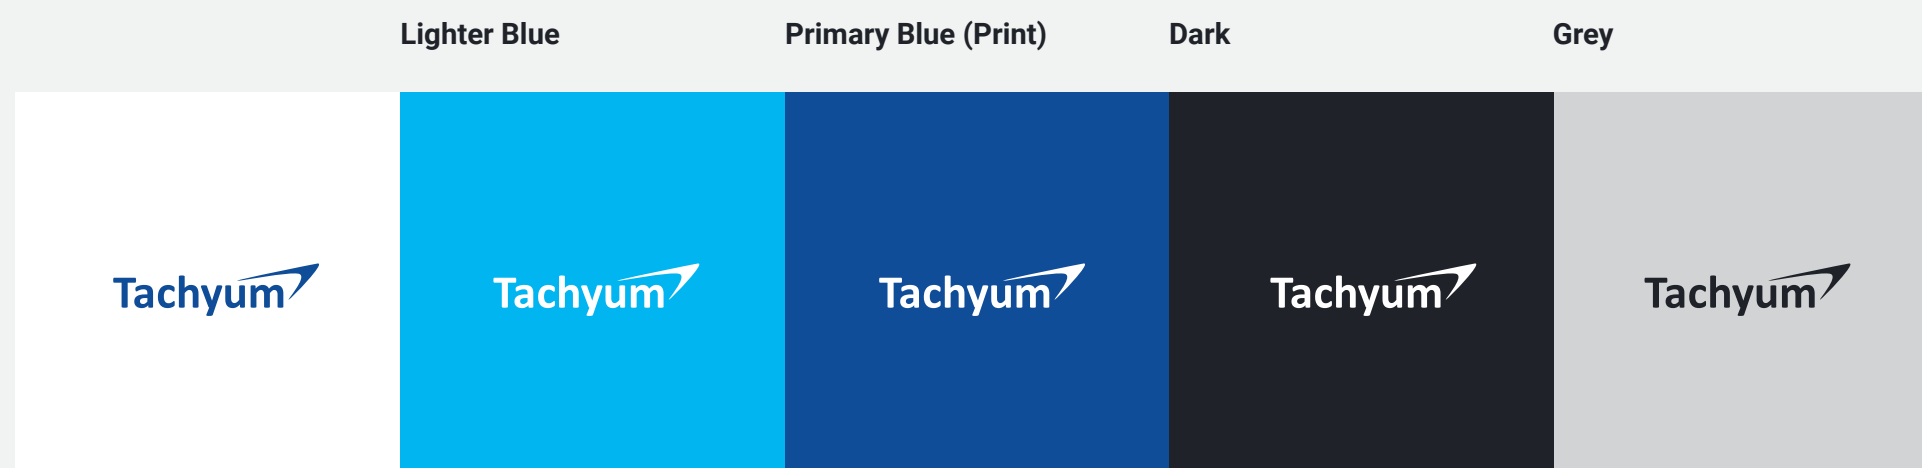 Lighter Blue
Primary Blue (Print)
Dark
Grey
Tachyum
Tachyum
Tachyum
Tachyum
Tachyum